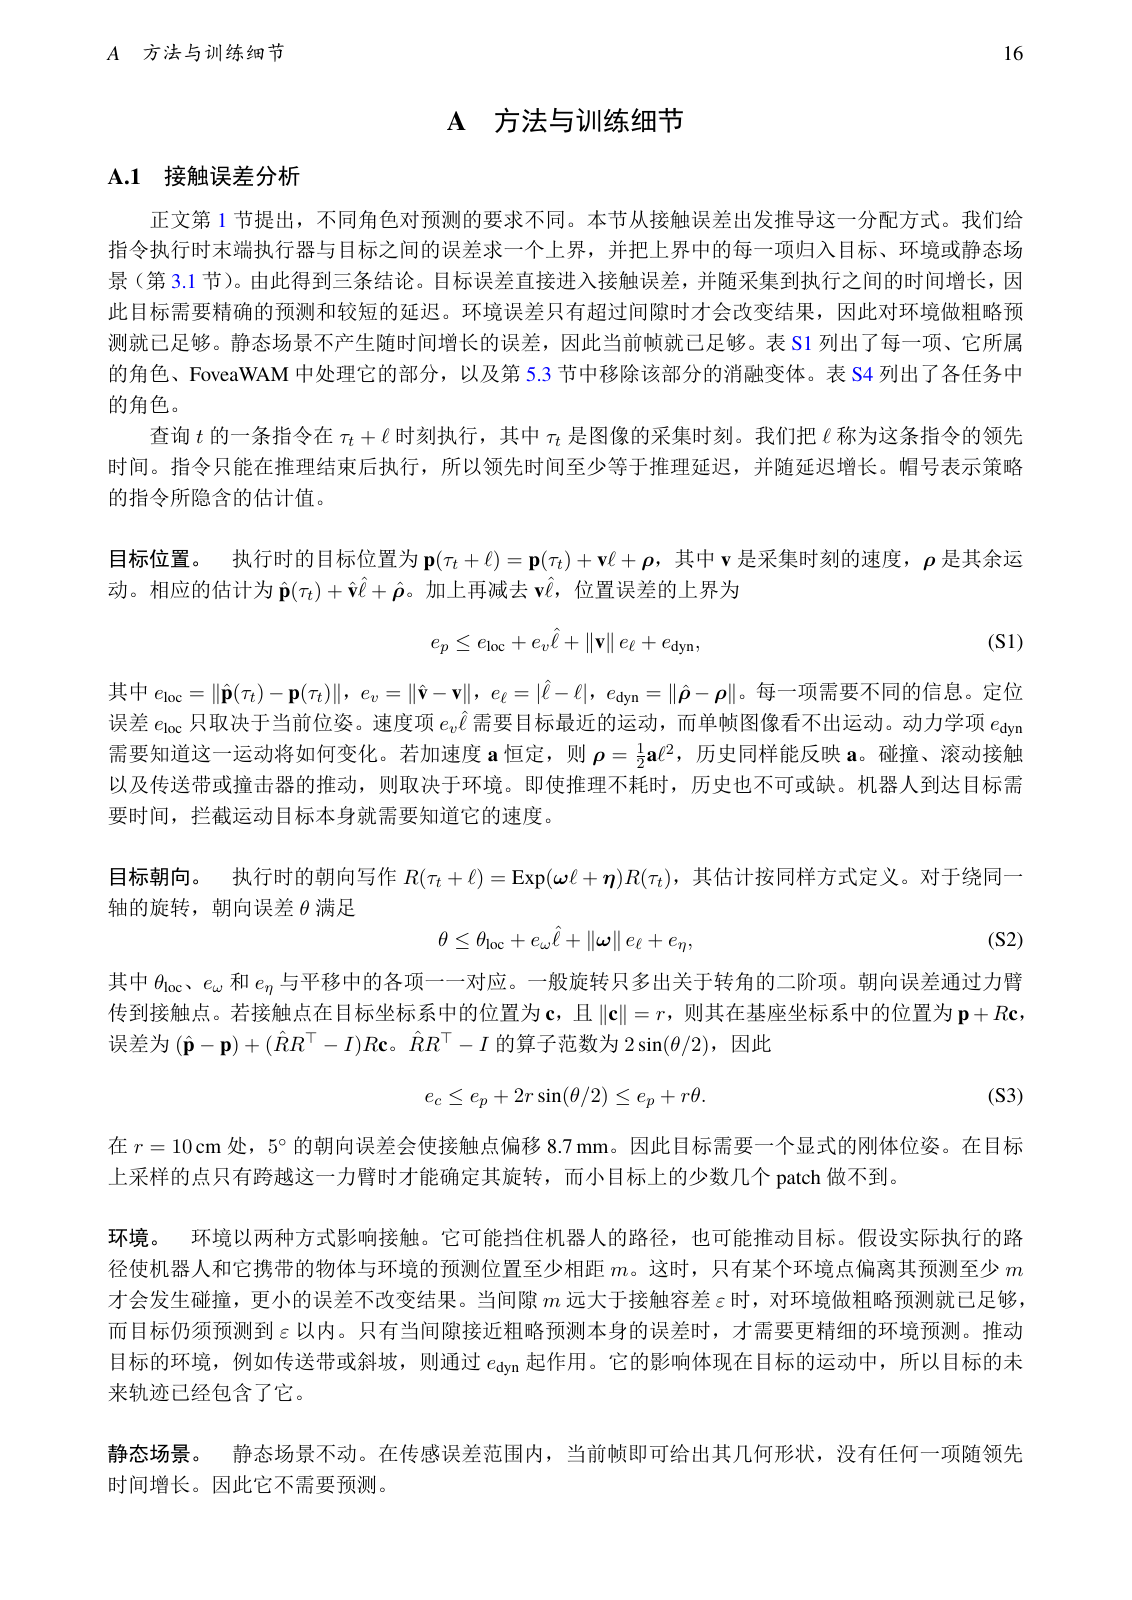 A 方法与训练细节 16
A 方法与训练细节
A.1 接触误差分析
正文第 1 节提出，不同角色对预测的要求不同。本节从接触误差出发推导这一分配方式。我们给
指令执行时末端执行器与目标之间的误差求一个上界，并把上界中的每一项归入目标、环境或静态场
景（第 3.1 节）。由此得到三条结论。目标误差直接进入接触误差，并随采集到执行之间的时间增长，因
此目标需要精确的预测和较短的延迟。环境误差只有超过间隙时才会改变结果，因此对环境做粗略预
测就已足够。静态场景不产生随时间增长的误差，因此当前帧就已足够。表 S1 列出了每一项、它所属
的角色、FoveaWAM 中处理它的部分，以及第 5.3 节中移除该部分的消融变体。表 S4 列出了各任务中
的角色。
查询 t 的一条指令在 τ_t + ℓ 时刻执行，其中 τ_t 是图像的采集时刻。我们把 ℓ 称为这条指令的领先
时间。指令只能在推理结束后执行，所以领先时间至少等于推理延迟，并随延迟增长。帽号表示策略
的指令所隐含的估计值。
目标位置。 执行时的目标位置为 p(τ_t + ℓ) = p(τ_t) + vℓ + ρ，其中 v 是采集时刻的速度，ρ 是其余运
动。相应的估计为 p̂(τ_t) + v̂ℓ̂ + ρ̂。加上再减去 vℓ̂，位置误差的上界为
e_p ≤ e_loc + e_v ℓ̂ + ‖v‖ e_ℓ + e_dyn, (S1)
其中 e_loc = ‖p̂(τ_t) − p(τ_t)‖，e_v = ‖v̂ − v‖，e_ℓ = |ℓ̂ − ℓ|，e_dyn = ‖ρ̂ − ρ‖。每一项需要不同的信息。定位
误差 e_loc 只取决于当前位姿。速度项 e_v ℓ̂ 需要目标最近的运动，而单帧图像看不出运动。动力学项 e_dyn
需要知道这一运动将如何变化。若加速度 a 恒定，则 ρ = ½aℓ²，历史同样能反映 a。碰撞、滚动接触
以及传送带或撞击器的推动，则取决于环境。即使推理不耗时，历史也不可或缺。机器人到达目标需
要时间，拦截运动目标本身就需要知道它的速度。
目标朝向。 执行时的朝向写作 R(τ_t + ℓ) = Exp(ωℓ + η)R(τ_t)，其估计按同样方式定义。对于绕同一
轴的旋转，朝向误差 θ 满足
θ ≤ θ_loc + e_ω ℓ̂ + ‖ω‖ e_ℓ + e_η, (S2)
其中 θ_loc、e_ω 和 e_η 与平移中的各项一一对应。一般旋转只多出关于转角的二阶项。朝向误差通过力臂
传到接触点。若接触点在目标坐标系中的位置为 c，且 ‖c‖ = r，则其在基座坐标系中的位置为 p + Rc，
误差为 (p̂ − p) + (R̂R⊤ − I)Rc。R̂R⊤ − I 的算子范数为 2 sin(θ/2)，因此
e_c ≤ e_p + 2r sin(θ/2) ≤ e_p + rθ. (S3)
在 r = 10 cm 处，5° 的朝向误差会使接触点偏移 8.7 mm。因此目标需要一个显式的刚体位姿。在目标
上采样的点只有跨越这一力臂时才能确定其旋转，而小目标上的少数几个 patch 做不到。
环境。 环境以两种方式影响接触。它可能挡住机器人的路径，也可能推动目标。假设实际执行的路
径使机器人和它携带的物体与环境的预测位置至少相距 m。这时，只有某个环境点偏离其预测至少 m
才会发生碰撞，更小的误差不改变结果。当间隙 m 远大于接触容差 ε 时，对环境做粗略预测就已足够，
而目标仍须预测到 ε 以内。只有当间隙接近粗略预测本身的误差时，才需要更精细的环境预测。推动
目标的环境，例如传送带或斜坡，则通过 e_dyn 起作用。它的影响体现在目标的运动中，所以目标的未
来轨迹已经包含了它。
静态场景。 静态场景不动。在传感误差范围内，当前帧即可给出其几何形状，没有任何一项随领先
时间增长。因此它不需要预测。